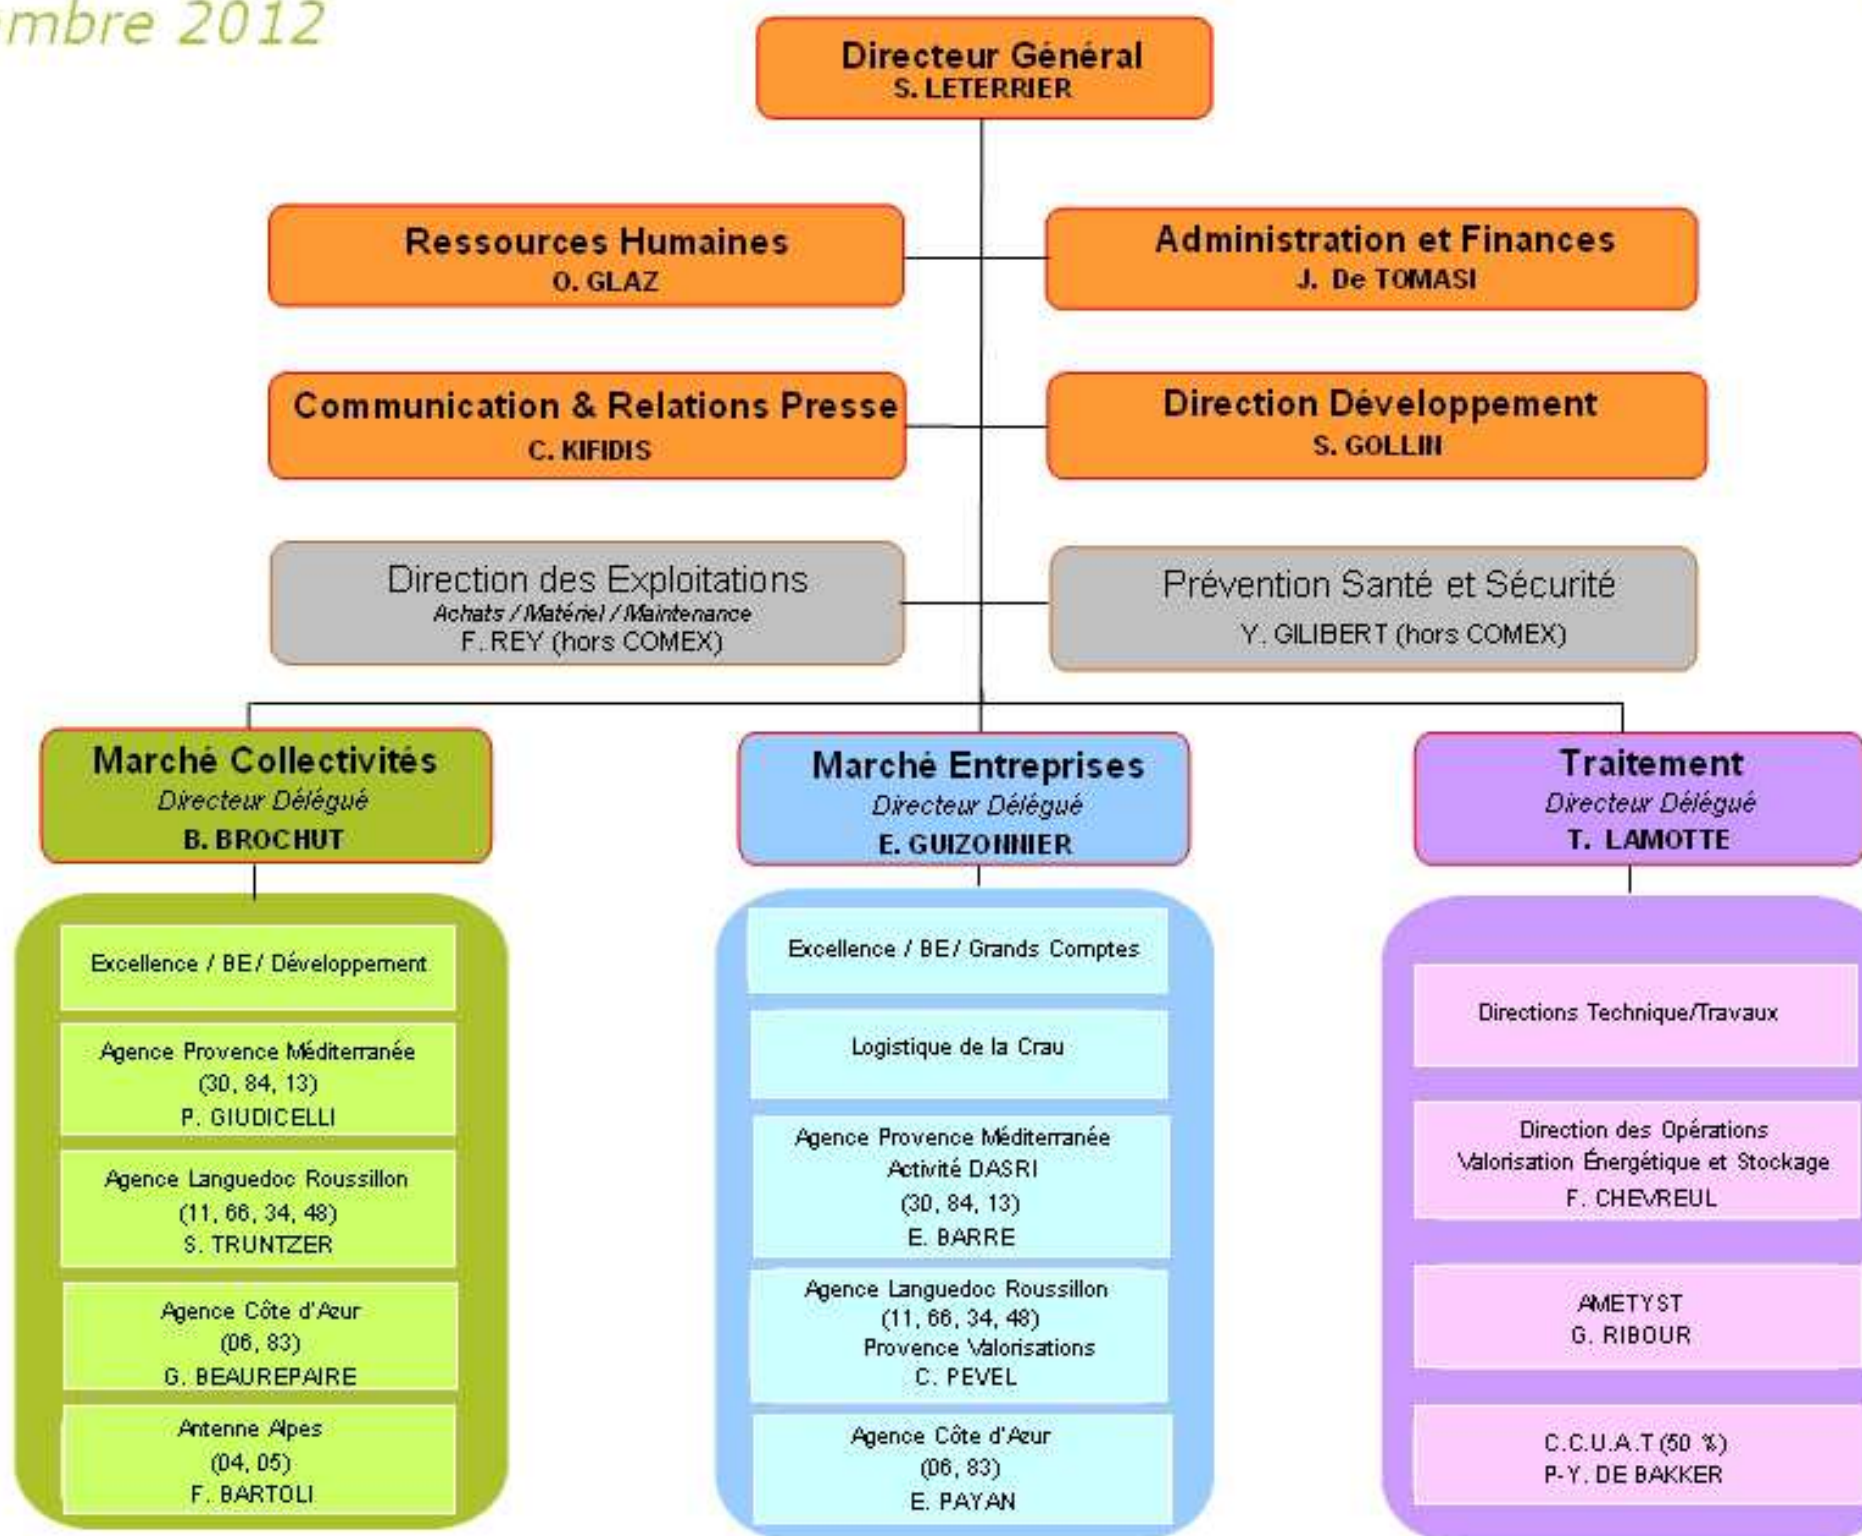 mbre 2012
Directeur Général
S. LETERRIER
Ressources Humaines
O. GLAZ
Administration et Finances
J. De TOMASI
Communication & Relations Presse
C. KIFIDIS
Direction Développement
S. GOLLIN
Direction des Exploitations
Achats / Matériel / Maintenance
F. REY (hors COMEX)
Prévention Santé et Sécurité
Y. GILIBERT (hors COMEX)
Marché Collectivités
Directeur Délégué
B. BROCHUT
Excellence / BE / Développement
Agence Provence Méditerranée
(30, 84, 13)
P. GIUDICELLI
Agence Languedoc Roussillon
(11, 66, 34, 48)
S. TRUNTZER
Agence Côte d'Azur
(06, 83)
G. BEAUREPAIRE
Antenne Alpes
(04, 05)
F. BARTOLI
Marché Entreprises
Directeur Délégué
E. GUIZONNIER
Excellence / BE / Grands Comptes
Logistique de la Crau
Agence Provence Méditerranée
Activité DASRI
(30, 84, 13)
E. BARRE
Agence Languedoc Roussillon
(11, 66, 34, 48)
Provence Valorisations
C. PEVEL
Agence Côte d'Azur
(06, 83)
E. PAYAN
Traitement
Directeur Délégué
T. LAMOTTE
Directions Technique/Travaux
Direction des Opérations
Valorisation Énergétique et Stockage
F. CHEVREUL
AMETYST
G. RIBOUR
C.C.U.A.T (50 %)
P-Y. DE BAKKER